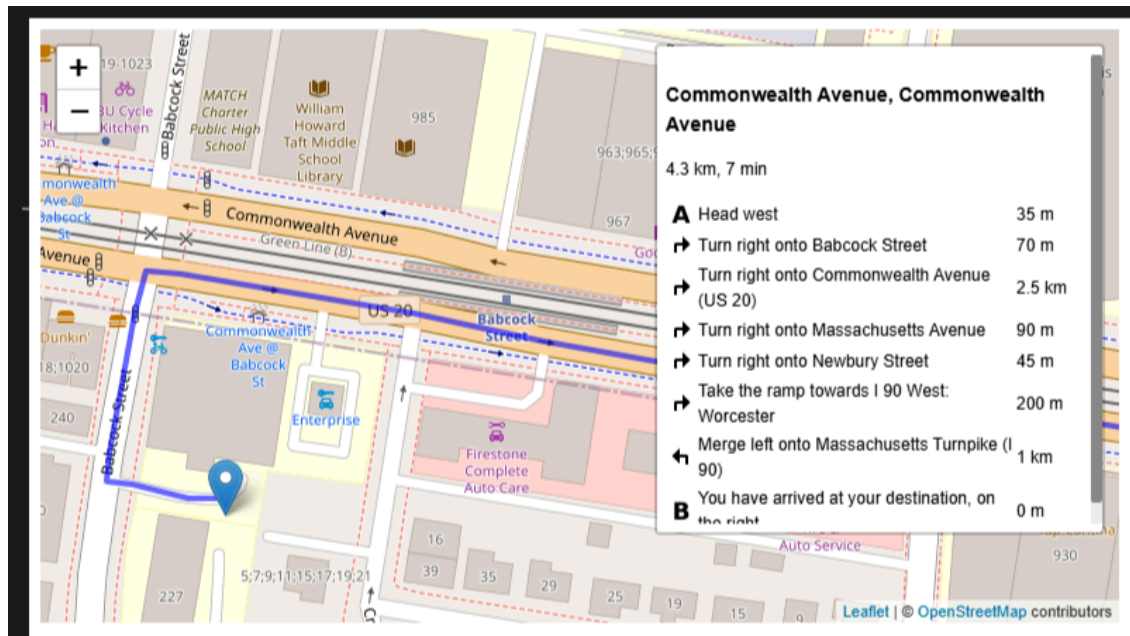 +
−
19-1023
BU Cycle
Kitchen
Babcock Street
MATCH
Charter
Public High
School
William
Howard
Taft Middle
School
Library
985
963;965;9
967
Goo
monwealth
Ave @
Babcock
St
Commonwealth Avenue
Green Line (B)
Avenue
US 20
Babcock
Street
Commonwealth
Ave @
Babcock
St
Dunkin'
18;1020
240
Babcock Street
Enterprise
Firestone
Complete
Auto Care
227
5;7;9;11;15;17;19;21
16
39
35
29
25
19
15
9
Auto Service
930
Commonwealth Avenue, Commonwealth
Avenue
4.3 km, 7 min
A Head west 35 m
Turn right onto Babcock Street 70 m
Turn right onto Commonwealth Avenue
(US 20) 2.5 km
Turn right onto Massachusetts Avenue 90 m
Turn right onto Newbury Street 45 m
Take the ramp towards I 90 West:
Worcester 200 m
Merge left onto Massachusetts Turnpike (I
90) 1 km
B You have arrived at your destination, on
the right 0 m
Leaflet | © OpenStreetMap contributors